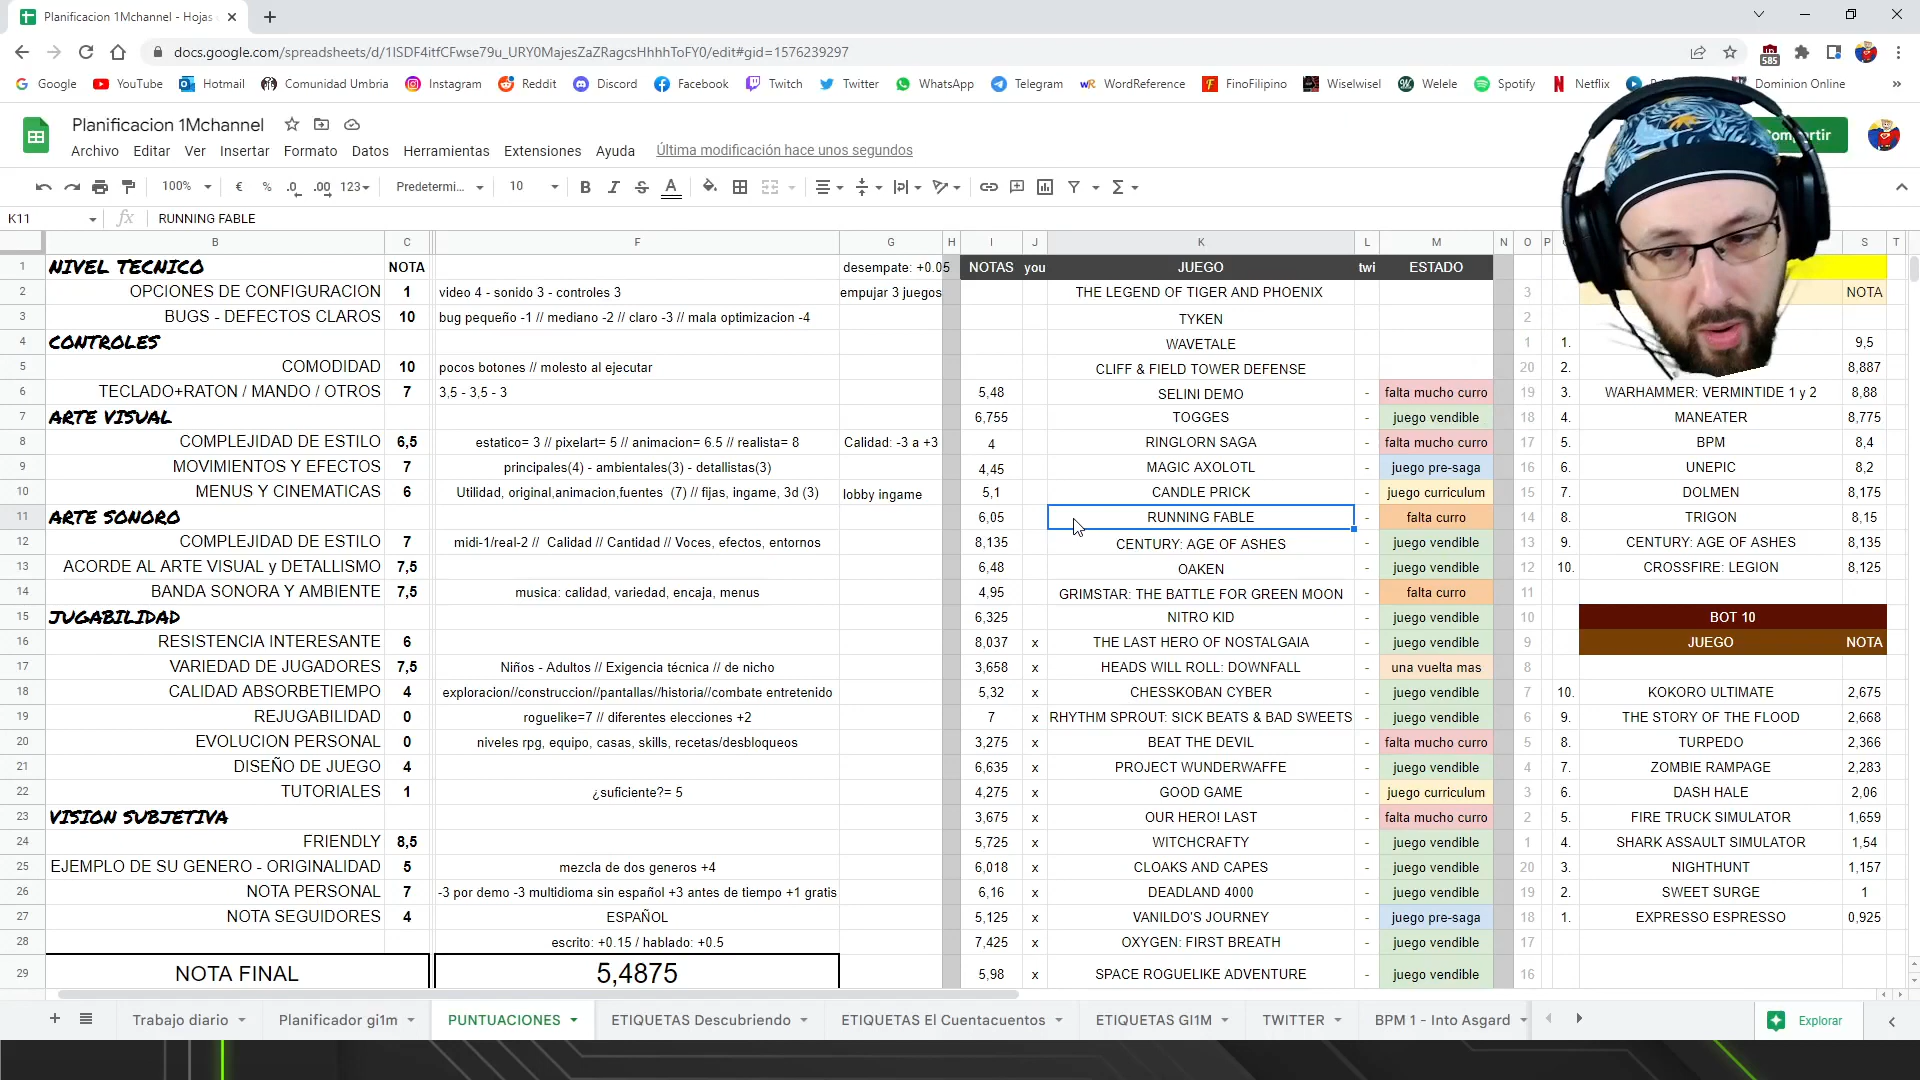 Planificacion 1Mchannel - Hojas
docs.google.com/spreadsheets/d/1ISDF4itfCFwse79u_URY0MajesZaZRagcsHhhhToFY0/edit#gid=1576239297
585
Google YouTube Hotmail Comunidad Umbria Instagram Reddit Discord Facebook Twitch Twitter WhatsApp Telegram WordReference FinoFilipino Wiselwisel Welele Spotify Netflix Dominion Online
Planificacion 1Mchannel
Archivo Editar Ver Insertar Formato Datos Herramientas Extensiones Ayuda Última modificación hace unos segundos
100% € % .0 .00 123 Predetermi... 10 B I S A
K11 fx RUNNING FABLE
B C F G H I J K L M N O P S T
1 NIVEL TECNICO NOTA desempate: +0.05 NOTAS you JUEGO twi ESTADO
2 OPCIONES DE CONFIGURACION 1 video 4 - sonido 3 - controles 3 empujar 3 juegos THE LEGEND OF TIGER AND PHOENIX 3 NOTA
3 BUGS - DEFECTOS CLAROS 10 bug pequeño -1 // mediano -2 // claro -3 // mala optimizacion -4 TYKEN 2
4 CONTROLES WAVETALE 1 1. 9,5
5 COMODIDAD 10 pocos botones // molesto al ejecutar CLIFF & FIELD TOWER DEFENSE 20 2. 8,887
6 TECLADO+RATON / MANDO / OTROS 7 3,5 - 3,5 - 3 5,48 SELINI DEMO - falta mucho curro 19 3. WARHAMMER: VERMINTIDE 1 y 2 8,88
7 ARTE VISUAL 6,755 TOGGES - juego vendible 18 4. MANEATER 8,775
8 COMPLEJIDAD DE ESTILO 6,5 estatico= 3 // pixelart= 5 // animacion= 6.5 // realista= 8 Calidad: -3 a +3 4 RINGLORN SAGA - falta mucho curro 17 5. BPM 8,4
9 MOVIMIENTOS Y EFECTOS 7 principales(4) - ambientales(3) - detallistas(3) 4,45 MAGIC AXOLOTL - juego pre-saga 16 6. UNEPIC 8,2
10 MENUS Y CINEMATICAS 6 Utilidad, original,animacion,fuentes (7) // fijas, ingame, 3d (3) lobby ingame 5,1 CANDLE PRICK - juego curriculum 15 7. DOLMEN 8,175
11 ARTE SONORO 6,05 RUNNING FABLE - falta curro 14 8. TRIGON 8,15
12 COMPLEJIDAD DE ESTILO 7 midi-1/real-2 // Calidad // Cantidad // Voces, efectos, entornos 8,135 CENTURY: AGE OF ASHES - juego vendible 13 9. CENTURY: AGE OF ASHES 8,135
13 ACORDE AL ARTE VISUAL y DETALLISMO 7,5 6,48 OAKEN - juego vendible 12 10. CROSSFIRE: LEGION 8,125
14 BANDA SONORA Y AMBIENTE 7,5 musica: calidad, variedad, encaja, menus 4,95 GRIMSTAR: THE BATTLE FOR GREEN MOON - falta curro 11
15 JUGABILIDAD 6,325 NITRO KID - juego vendible 10 BOT 10
16 RESISTENCIA INTERESANTE 6 8,037 x THE LAST HERO OF NOSTALGAIA - juego vendible 9 JUEGO NOTA
17 VARIEDAD DE JUGADORES 7,5 Niños - Adultos // Exigencia técnica // de nicho 3,658 x HEADS WILL ROLL: DOWNFALL - una vuelta mas 8
18 CALIDAD ABSORBETIEMPO 4 exploracion//construccion//pantallas//historia//combate entretenido 5,32 x CHESSKOBAN CYBER - juego vendible 7 10. KOKORO ULTIMATE 2,675
19 REJUGABILIDAD 0 roguelike=7 // diferentes elecciones +2 7 x RHYTHM SPROUT: SICK BEATS & BAD SWEETS - juego vendible 6 9. THE STORY OF THE FLOOD 2,668
20 EVOLUCION PERSONAL 0 niveles rpg, equipo, casas, skills, recetas/desbloqueos 3,275 x BEAT THE DEVIL - falta mucho curro 5 8. TURPEDO 2,366
21 DISEÑO DE JUEGO 4 6,635 x PROJECT WUNDERWAFFE - juego vendible 4 7. ZOMBIE RAMPAGE 2,283
22 TUTORIALES 1 ¿suficiente?= 5 4,275 x GOOD GAME - juego curriculum 3 6. DASH HALE 2,06
23 VISION SUBJETIVA 3,675 x OUR HERO! LAST - falta mucho curro 2 5. FIRE TRUCK SIMULATOR 1,659
24 FRIENDLY 8,5 5,725 x WITCHCRAFTY - juego vendible 1 4. SHARK ASSAULT SIMULATOR 1,54
25 EJEMPLO DE SU GENERO - ORIGINALIDAD 5 mezcla de dos generos +4 6,018 x CLOAKS AND CAPES - juego vendible 20 3. NIGHTHUNT 1,157
26 NOTA PERSONAL 7 -3 por demo -3 multidioma sin español +3 antes de tiempo +1 gratis 6,16 x DEADLAND 4000 - juego vendible 19 2. SWEET SURGE 1
27 NOTA SEGUIDORES 4 ESPAÑOL 5,125 x VANILDO'S JOURNEY - juego pre-saga 18 1. EXPRESSO ESPRESSO 0,925
28 escrito: +0.15 / hablado: +0.5 7,425 x OXYGEN: FIRST BREATH - juego vendible 17
29 NOTA FINAL 5,4875 5,98 x SPACE ROGUELIKE ADVENTURE - juego vendible 16
Trabajo diario Planificador gi1m PUNTUACIONES ETIQUETAS Descubriendo ETIQUETAS El Cuentacuentos ETIQUETAS GI1M TWITTER BPM 1 - Into Asgard Explorar